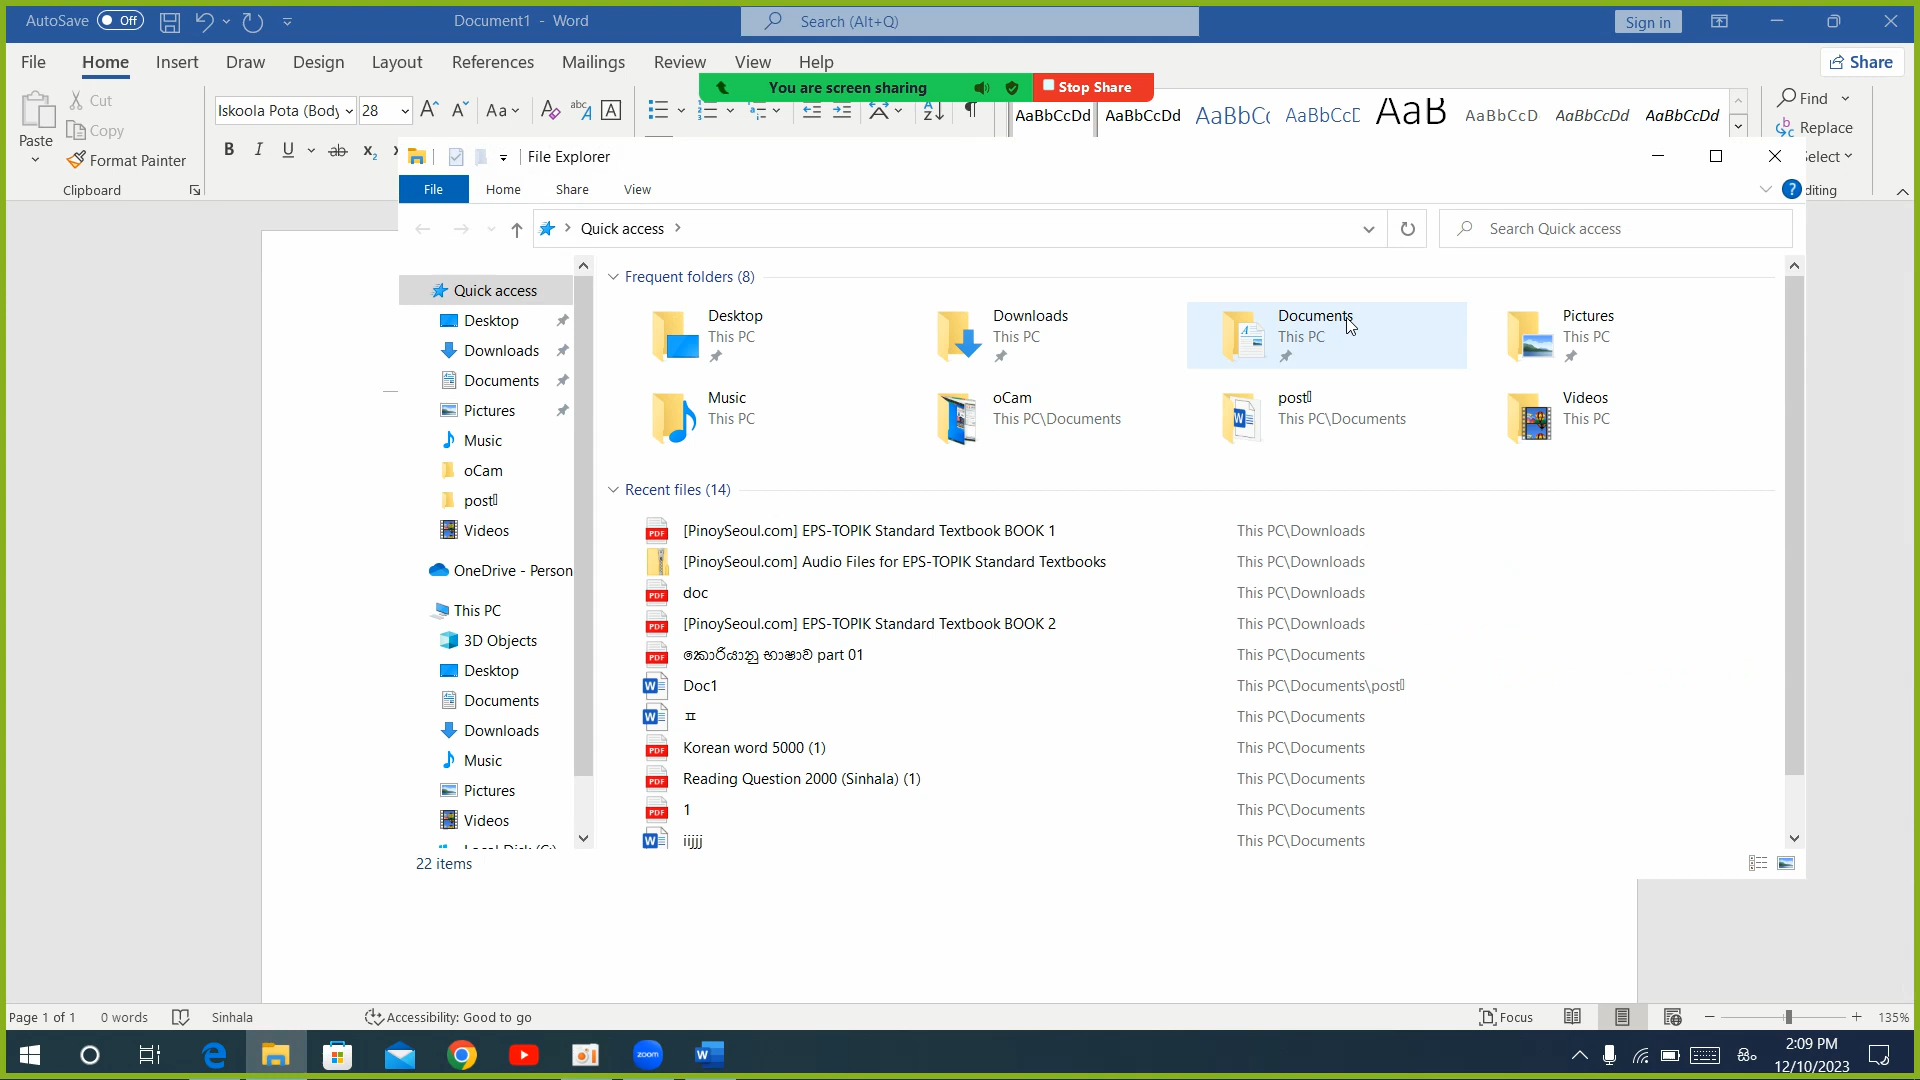 AutoSave Off Document1 - Word Search (Alt+Q) Sign in
File Home Insert Draw Design Layout References Mailings Review View Help Share
You are screen sharing Stop Share
Paste Cut Copy Format Painter Clipboard
Iskoola Pota (Body 28 Aa
B I U ab x₂
AaBbCcDd AaBbCcDd AaBbCc AaBbCcD AaB AaBbCcD AaBbCcDd AaBbCcDd
Find
Replace
elect
diting
File Explorer
File Home Share View
Quick access Search Quick access
Quick access
Desktop
Downloads
Documents
Pictures
Music
oCam
post
Videos
OneDrive - Person
This PC
3D Objects
Desktop
Documents
Downloads
Music
Pictures
Videos
Frequent folders (8)
Desktop
This PC
Downloads
This PC
Documents
This PC
Pictures
This PC
Music
This PC
oCam
This PC\Documents
post
This PC\Documents
Videos
This PC
Recent files (14)
[PinoySeoul.com] EPS-TOPIK Standard Textbook BOOK 1 This PC\Downloads
[PinoySeoul.com] Audio Files for EPS-TOPIK Standard Textbooks This PC\Downloads
doc This PC\Downloads
[PinoySeoul.com] EPS-TOPIK Standard Textbook BOOK 2 This PC\Downloads
කොරියානු භාෂාව part 01 This PC\Documents
Doc1 This PC\Documents\post
ㅍ This PC\Documents
Korean word 5000 (1) This PC\Documents
Reading Question 2000 (Sinhala) (1) This PC\Documents
1 This PC\Documents
iijjj This PC\Documents
22 items
Page 1 of 1 0 words Sinhala Accessibility: Good to go Focus 135%
zoom
සිං
2:09 PM
12/10/2023